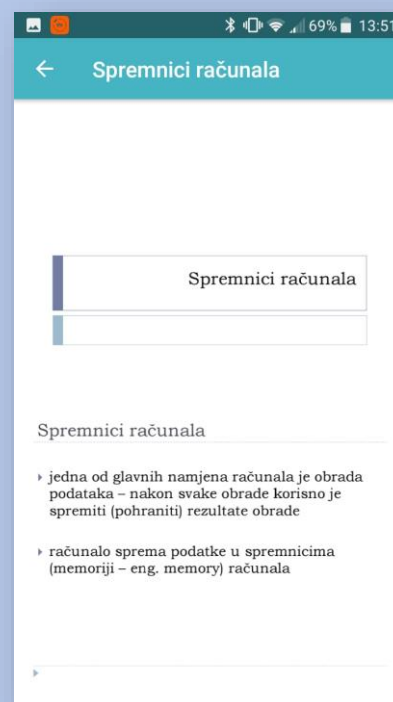 69% 13:51
Spremnici računala
Spremnici računala
Spremnici računala
jedna od glavnih namjena računala je obrada
podataka – nakon svake obrade korisno je
spremiti (pohraniti) rezultate obrade
računalo sprema podatke u spremnicima
(memoriji – eng. memory) računala